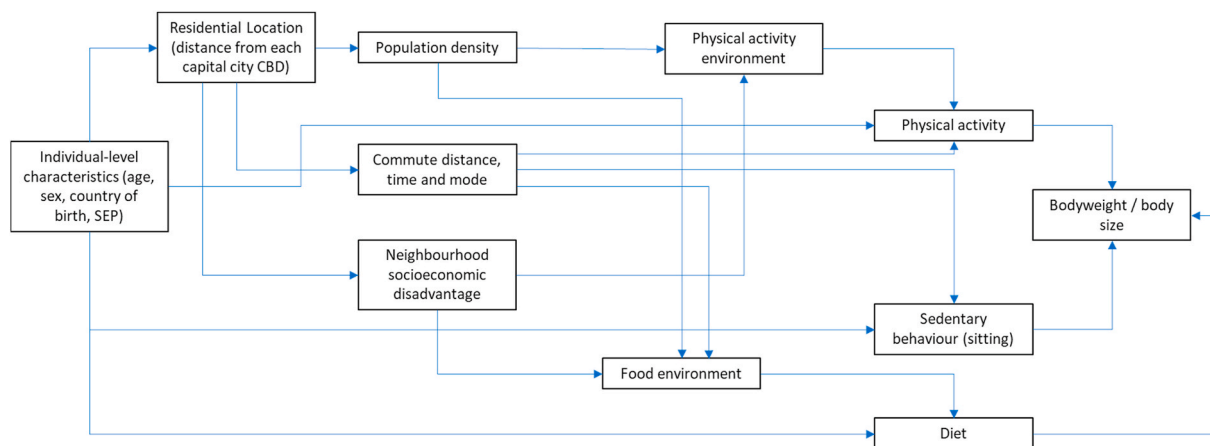 Residential Location
(distance from each
capital city CBD)
Population density
Physical activity
environment
Physical activity
Individual-level
characteristics (age,
sex, country of
birth, SEP)
Commute distance,
time and mode
Bodyweight / body
size
Neighbourhood
socioeconomic
disadvantage
Sedentary
behaviour (sitting)
Food environment
Diet